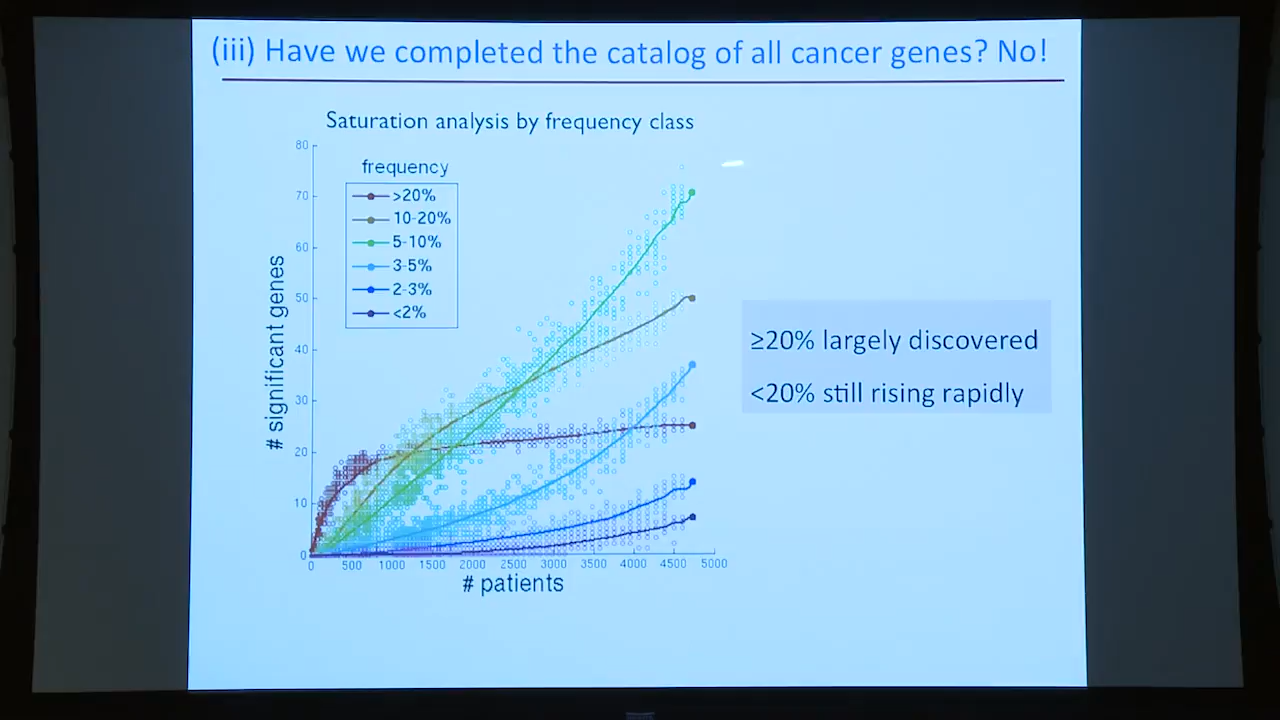 (iii) Have we completed the catalog of all cancer genes? No!
Saturation analysis by frequency class
frequency
>20%
10-20%
5-10%
3-5%
2-3%
<2%
80
70
60
50
40
30
20
10
0
# significant genes
0 500 1000 1500 2000 2500 3000 3500 4000 4500 5000
# patients
≥20% largely discovered
<20% still rising rapidly